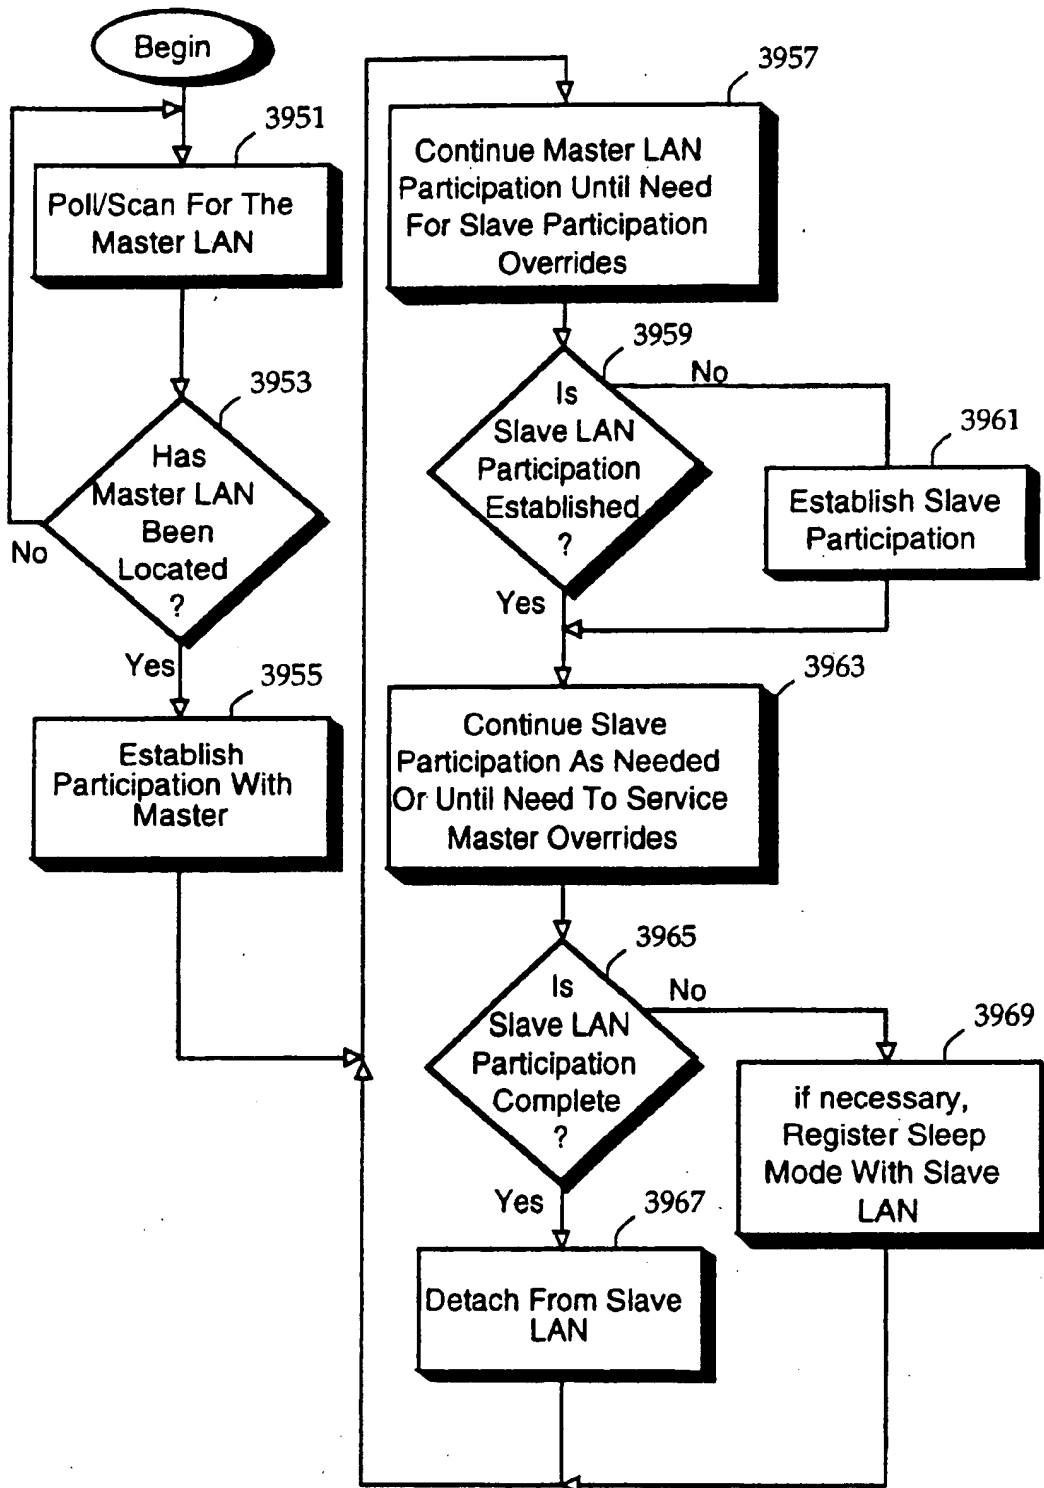 Begin
3951
Poll/Scan For The
Master LAN
3953
Has
Master LAN
Been
Located
?
No
Yes
3955
Establish
Participation With
Master
3957
Continue Master LAN
Participation Until Need
For Slave Participation
Overrides
3959
Is
Slave LAN
Participation
Established
?
No
3961
Establish Slave
Participation
Yes
3963
Continue Slave
Participation As Needed
Or Until Need To Service
Master Overrides
3965
Is
Slave LAN
Participation
Complete
?
No
3969
if necessary,
Register Sleep
Mode With Slave
LAN
Yes
3967
Detach From Slave
LAN